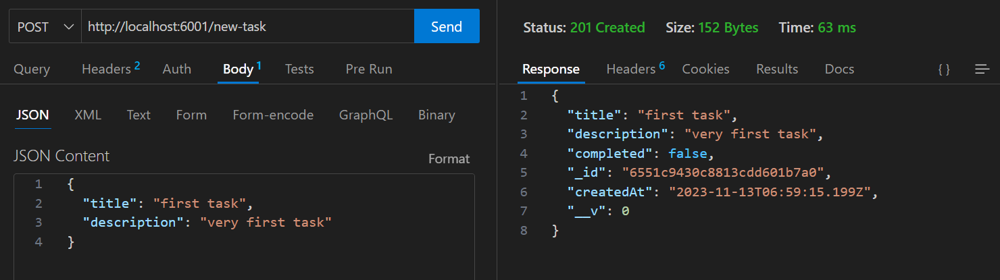 POST http://localhost:6001/new-task Send
Query Headers 2 Auth Body 1 Tests Pre Run
JSON XML Text Form Form-encode GraphQL Binary
JSON Content Format
1 {
2 "title": "first task",
3 "description": "very first task"
4 }
Status: 201 Created Size: 152 Bytes Time: 63 ms
Response Headers 6 Cookies Results Docs { }
1 {
2 "title": "first task",
3 "description": "very first task",
4 "completed": false,
5 "_id": "6551c9430c8813cdd601b7a0",
6 "createdAt": "2023-11-13T06:59:15.199Z",
7 "__v": 0
8 }